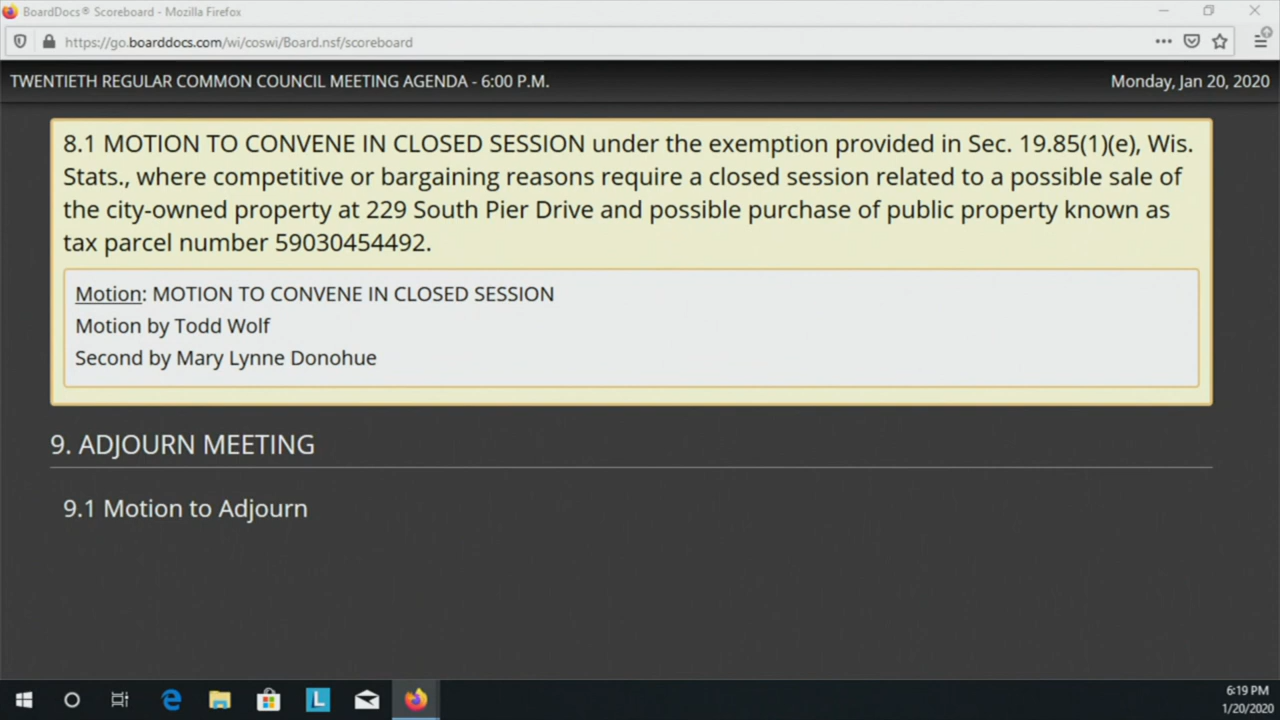 BoardDocs® Scoreboard - Mozilla Firefox
https://go.boarddocs.com/wi/coswi/Board.nsf/scoreboard
TWENTIETH REGULAR COMMON COUNCIL MEETING AGENDA - 6:00 P.M.
Monday, Jan 20, 2020
8.1 MOTION TO CONVENE IN CLOSED SESSION under the exemption provided in Sec. 19.85(1)(e), Wis.
Stats., where competitive or bargaining reasons require a closed session related to a possible sale of
the city-owned property at 229 South Pier Drive and possible purchase of public property known as
tax parcel number 59030454492.
Motion: MOTION TO CONVENE IN CLOSED SESSION
Motion by Todd Wolf
Second by Mary Lynne Donohue
9. ADJOURN MEETING
9.1 Motion to Adjourn
L
6:19 PM
1/20/2020